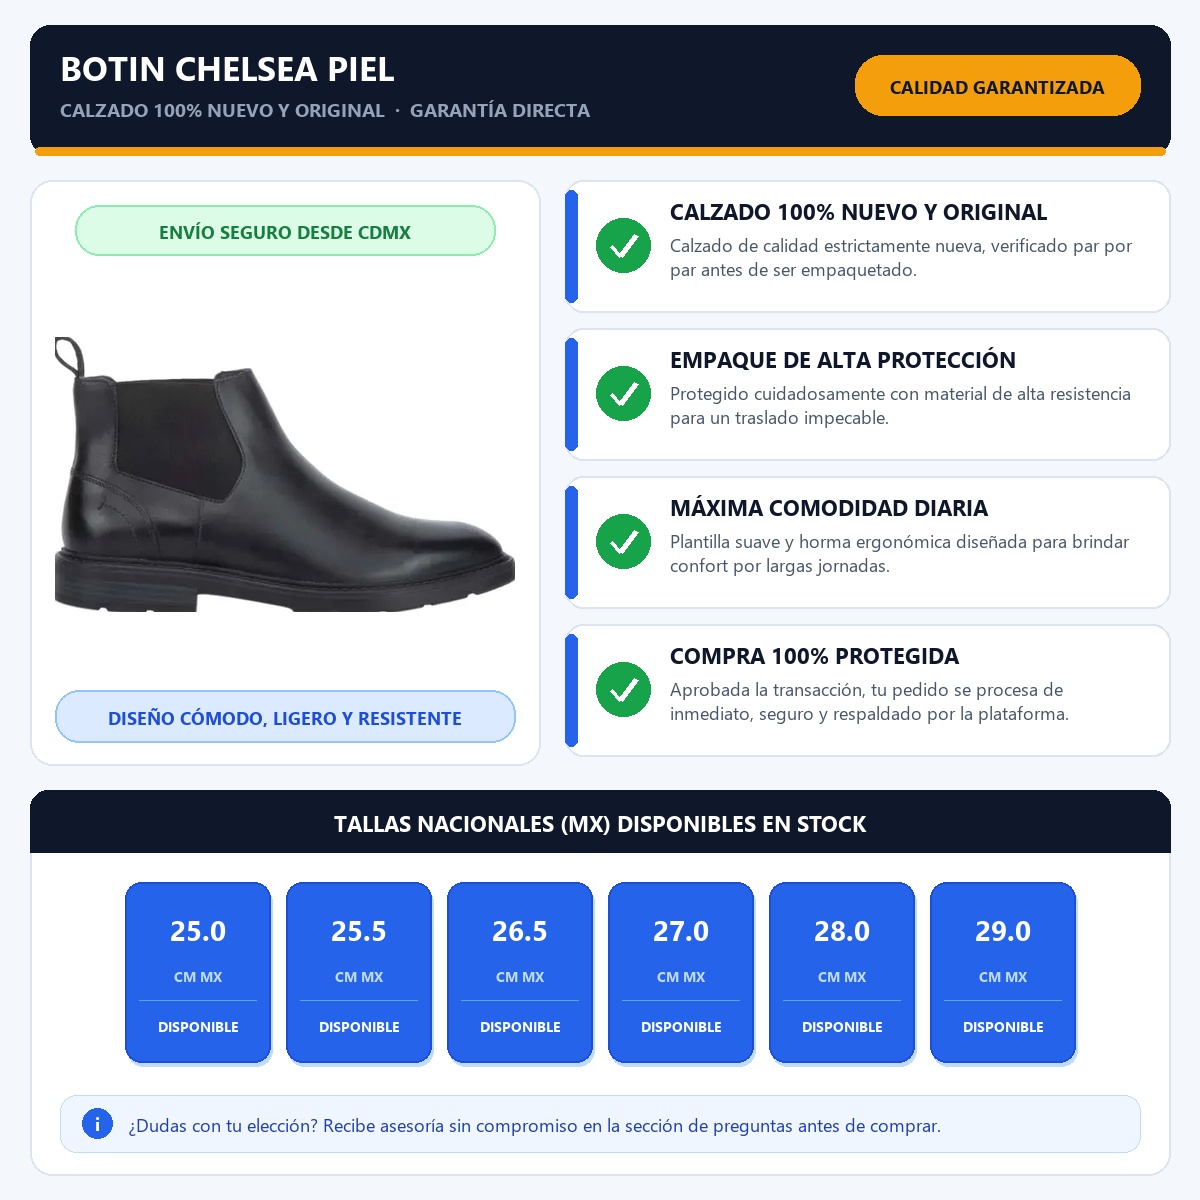 BOTIN CHELSEA PIEL
CALZADO 100% NUEVO Y ORIGINAL · GARANTÍA DIRECTA
CALIDAD GARANTIZADA
ENVÍO SEGURO DESDE CDMX
DISEÑO CÓMODO, LIGERO Y RESISTENTE
CALZADO 100% NUEVO Y ORIGINAL
Calzado de calidad estrictamente nueva, verificado par por
par antes de ser empaquetado.
EMPAQUE DE ALTA PROTECCIÓN
Protegido cuidadosamente con material de alta resistencia
para un traslado impecable.
MÁXIMA COMODIDAD DIARIA
Plantilla suave y horma ergonómica diseñada para brindar
confort por largas jornadas.
COMPRA 100% PROTEGIDA
Aprobada la transacción, tu pedido se procesa de
inmediato, seguro y respaldado por la plataforma.
TALLAS NACIONALES (MX) DISPONIBLES EN STOCK
25.0
CM MX
DISPONIBLE
25.5
CM MX
DISPONIBLE
26.5
CM MX
DISPONIBLE
27.0
CM MX
DISPONIBLE
28.0
CM MX
DISPONIBLE
29.0
CM MX
DISPONIBLE
¿Dudas con tu elección? Recibe asesoría sin compromiso en la sección de preguntas antes de comprar.